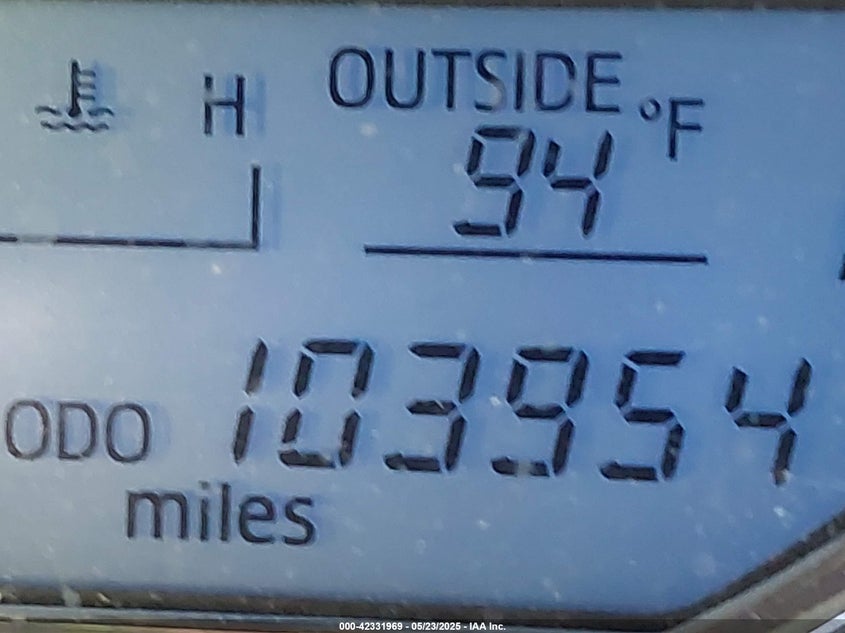 H
OUTSIDE °F
94
ODO 103954
miles
000-42331969 - 05/23/2025 - IAA Inc.